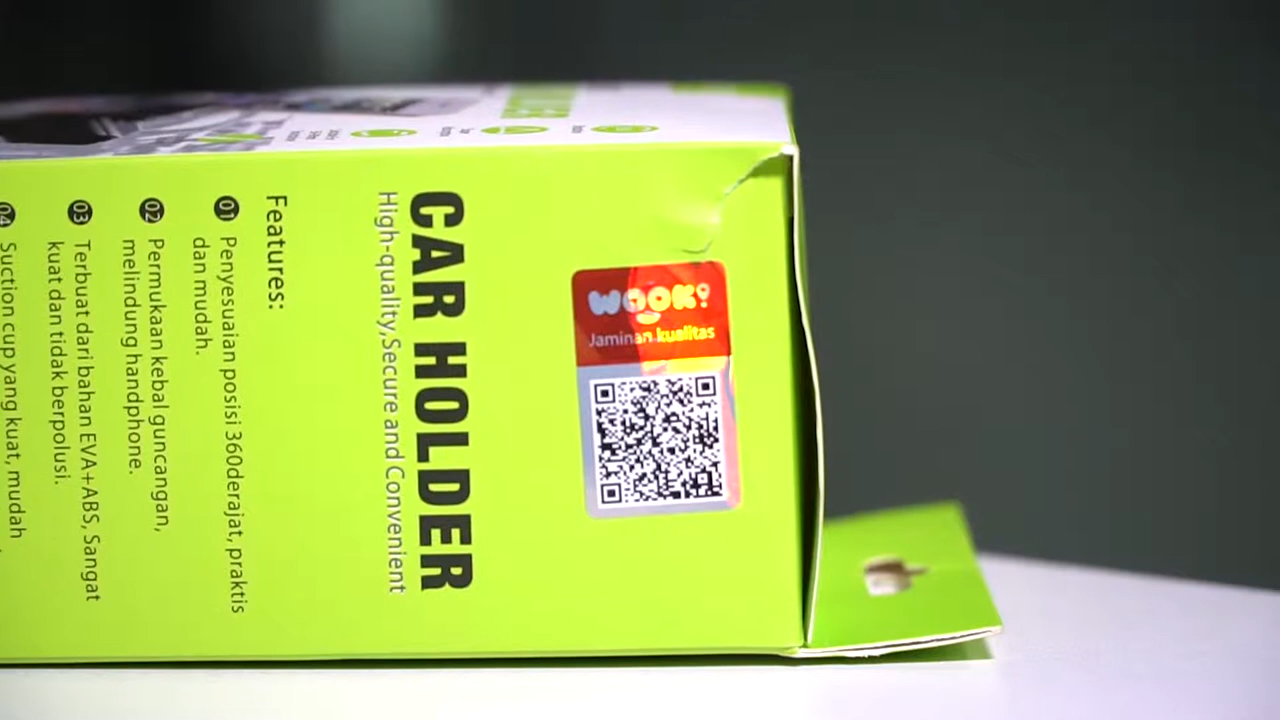 CAR HOLDER
High-quality,Secure and Convenient
Features:
01 Penyesuaian posisi 360derajat, praktis
dan mudah.
02 Permukaan kebal guncangan,
melindung handphone.
03 Terbuat dari bahan EVA+ABS, Sangat
kuat dan tidak berpolusi.
04 Suction cup yang kuat, mudah
WOOK!
Jaminan kualitas